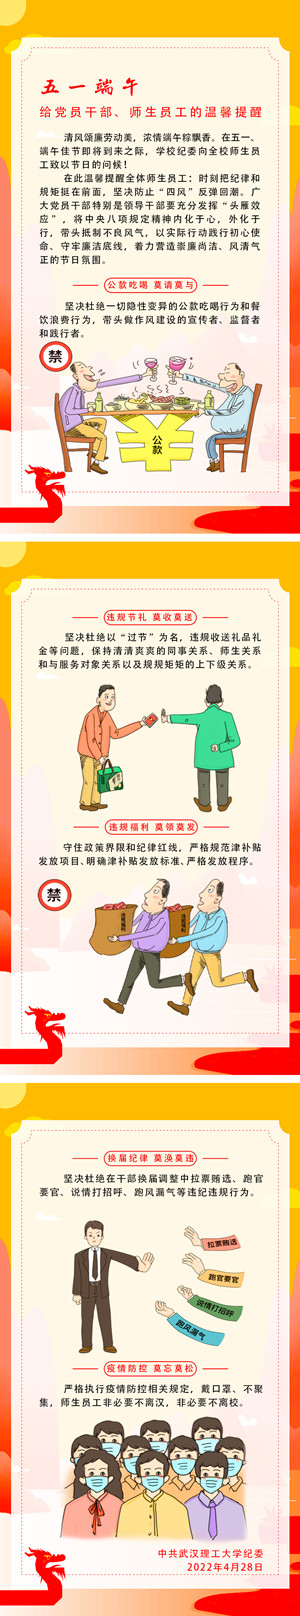 五一端午
给党员干部、师生员工的温馨提醒
清风颂廉劳动美，浓情端午粽飘香。在五一、
端午佳节即将到来之际，学校纪委向全校师生员
工致以节日的问候！
在此温馨提醒全体师生员工：时刻把纪律和
规矩挺在前面，坚决防止“四风”反弹回潮。广
大党员干部特别是领导干部要充分发挥“头雁效
应”，将中央八项规定精神内化于心，外化于
行，带头抵制不良风气，以实际行动践行初心使
命、守牢廉洁底线，着力营造崇廉尚洁、风清气
正的节日氛围。
公款吃喝 莫请莫与
坚决杜绝一切隐性变异的公款吃喝行为和餐
饮浪费行为，带头做作风建设的宣传者、监督者
和践行者。
禁
公款
违规节礼 莫收莫送
坚决杜绝以“过节”为名，违规收送礼品礼
金等问题，保持清清爽爽的同事关系、师生关系
和与服务对象关系以及规规矩矩的上下级关系。
违规福利 莫领莫发
守住政策界限和纪律红线，严格规范津补贴
发放项目、明确津补贴发放标准、严格发放程序。
禁
违规福利
违规福利
换届纪律 莫涣莫违
坚决杜绝在干部换届调整中拉票贿选、跑官
要官、说情打招呼、跑风漏气等违纪违规行为。
拉票贿选
跑官要官
说情打招呼
跑风漏气
疫情防控 莫忘莫松
严格执行疫情防控相关规定，戴口罩、不聚
集，师生员工非必要不离汉，非必要不离校。
中共武汉理工大学纪委
2022年4月28日